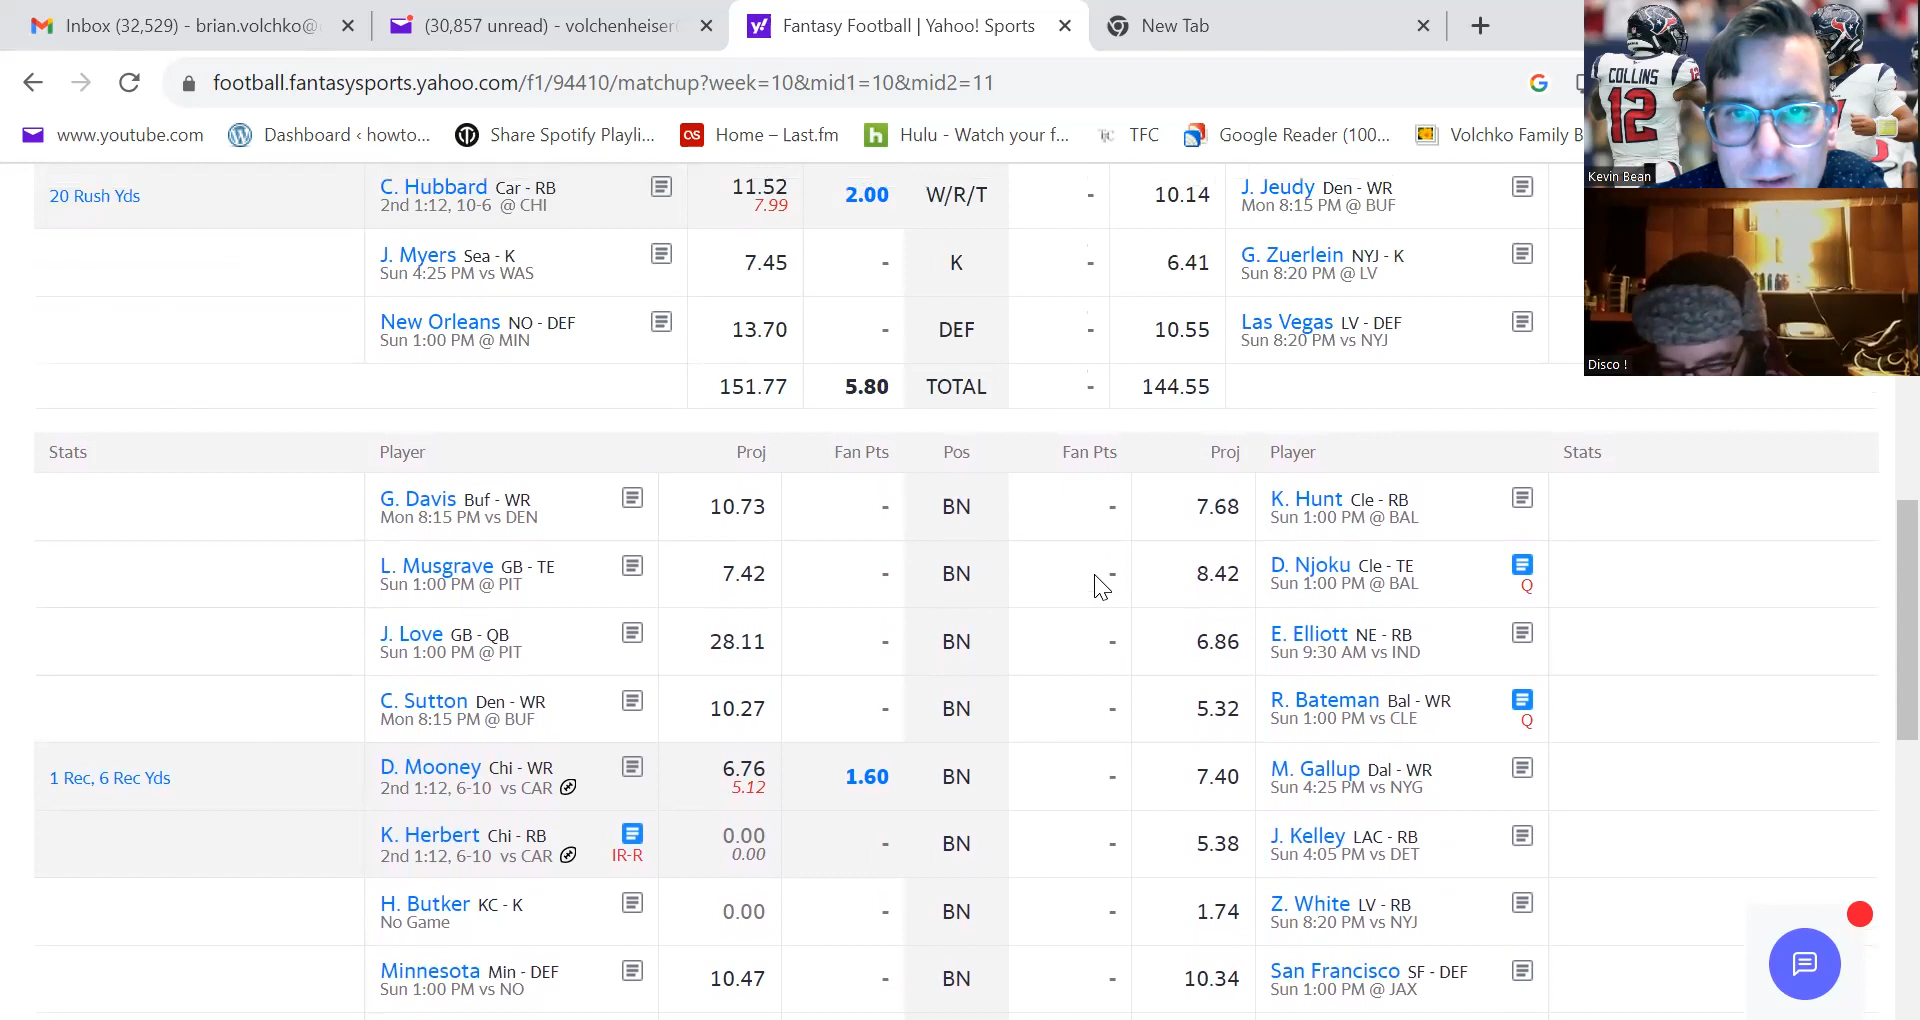 Inbox (32,529) - brian.volchko@
(30,857 unread) - volchenheiser
Fantasy Football | Yahoo! Sports
New Tab
football.fantasysports.yahoo.com/f1/94410/matchup?week=10&mid1=10&mid2=11
www.youtube.com
Dashboard ‹ howto...
Share Spotify Playli...
Home – Last.fm
Hulu - Watch your f...
TFC
Google Reader (100...
Volchko Family B
COLLINS
12
Kevin Bean
Disco !
20 Rush Yds C. Hubbard Car - RB 11.52 2.00 W/R/T - 10.14 J. Jeudy Den - WR
2nd 1:12, 10-6 @ CHI 7.99 Mon 8:15 PM @ BUF
J. Myers Sea - K 7.45 - K - 6.41 G. Zuerlein NYJ - K
Sun 4:25 PM vs WAS Sun 8:20 PM @ LV
New Orleans NO - DEF 13.70 - DEF - 10.55 Las Vegas LV - DEF
Sun 1:00 PM @ MIN Sun 8:20 PM vs NYJ
151.77 5.80 TOTAL - 144.55
Stats Player Proj Fan Pts Pos Fan Pts Proj Player Stats
G. Davis Buf - WR 10.73 - BN - 7.68 K. Hunt Cle - RB
Mon 8:15 PM vs DEN Sun 1:00 PM @ BAL
L. Musgrave GB - TE 7.42 - BN - 8.42 D. Njoku Cle - TE
Sun 1:00 PM @ PIT Sun 1:00 PM @ BAL Q
J. Love GB - QB 28.11 - BN - 6.86 E. Elliott NE - RB
Sun 1:00 PM @ PIT Sun 9:30 AM vs IND
C. Sutton Den - WR 10.27 - BN - 5.32 R. Bateman Bal - WR
Mon 8:15 PM @ BUF Sun 1:00 PM vs CLE Q
1 Rec, 6 Rec Yds D. Mooney Chi - WR 6.76 1.60 BN - 7.40 M. Gallup Dal - WR
2nd 1:12, 6-10 vs CAR 5.12 Sun 4:25 PM vs NYG
K. Herbert Chi - RB 0.00 - BN - 5.38 J. Kelley LAC - RB
2nd 1:12, 6-10 vs CAR IR-R 0.00 Sun 4:05 PM vs DET
H. Butker KC - K 0.00 - BN - 1.74 Z. White LV - RB
No Game Sun 8:20 PM vs NYJ
Minnesota Min - DEF 10.47 - BN - 10.34 San Francisco SF - DEF
Sun 1:00 PM vs NO Sun 1:00 PM @ JAX